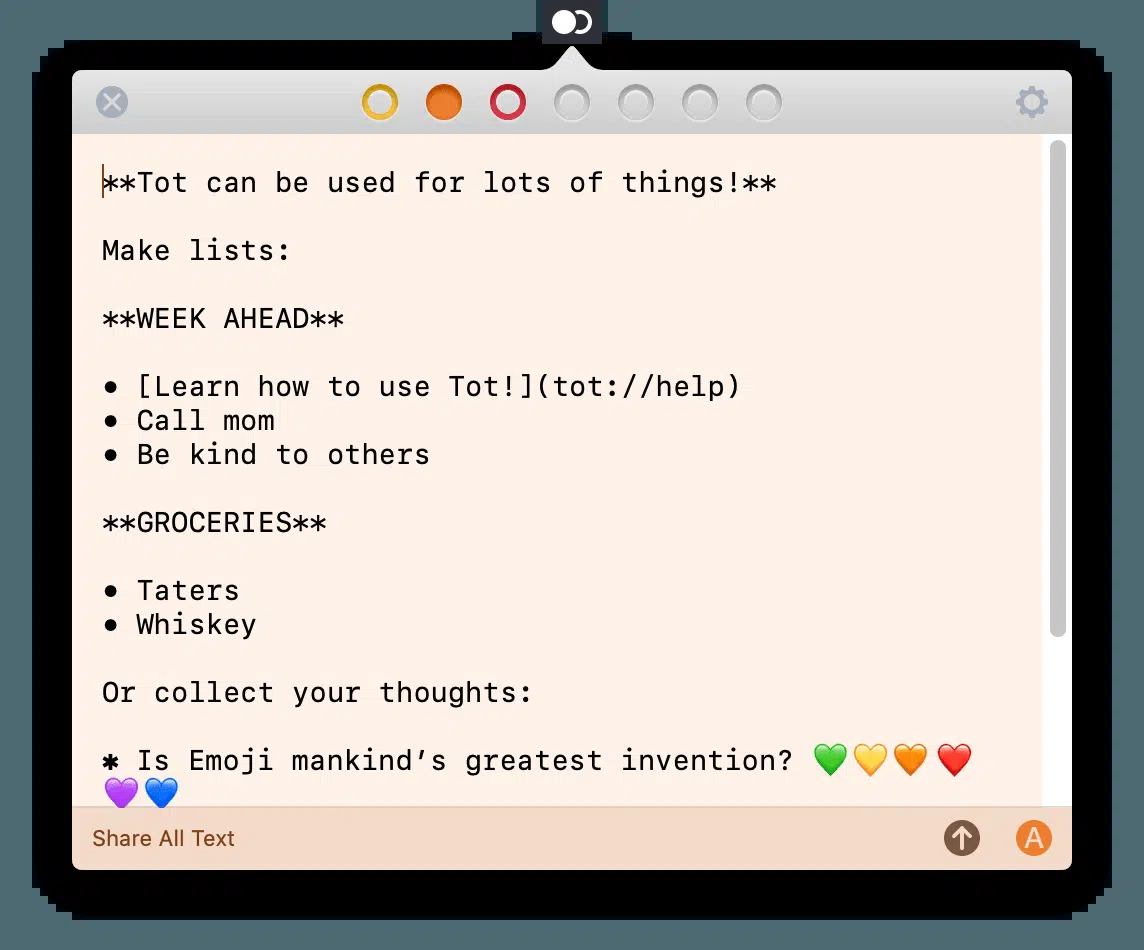 **Tot can be used for lots of things!**
Make lists:
**WEEK AHEAD**
• [Learn how to use Tot!](tot://help)
• Call mom
• Be kind to others
**GROCERIES**
• Taters
• Whiskey
Or collect your thoughts:
✱ Is Emoji mankind’s greatest invention? 💚💛🧡❤️
💜💙
Share All Text
A